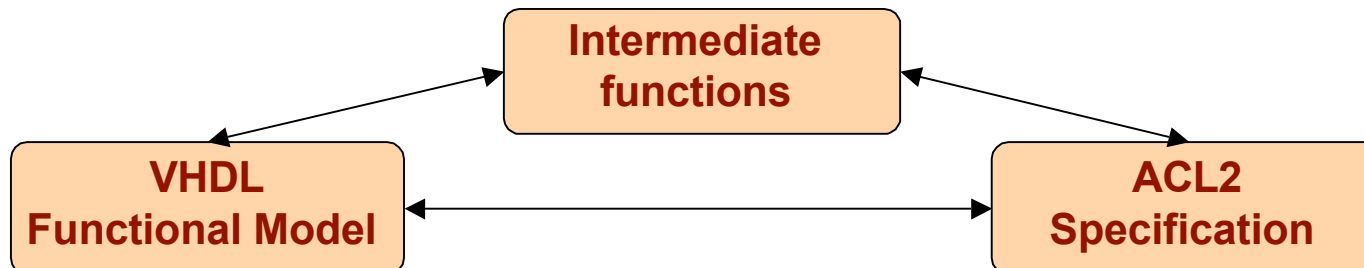 Intermediate
functions
VHDL
Functional Model
ACL2
Specification